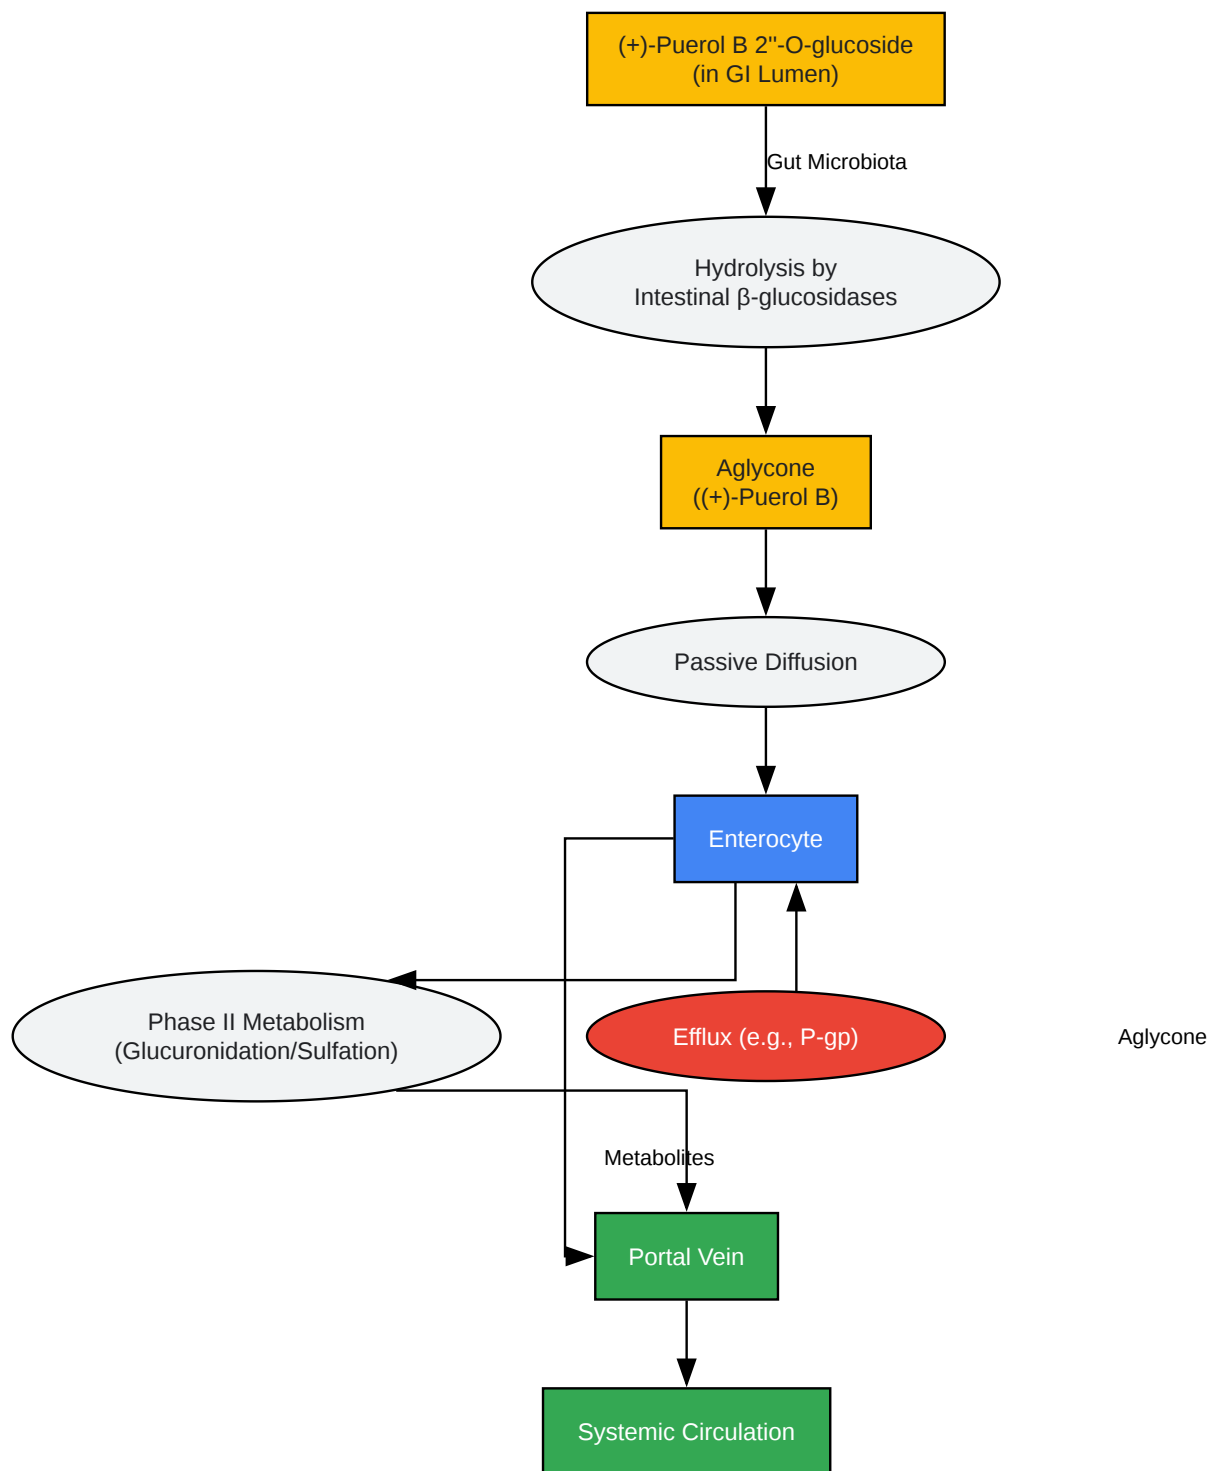 (+)-Puerol B 2"-O-glucoside
(in GI Lumen)
Gut Microbiota
Hydrolysis by
Intestinal β-glucosidases
Aglycone
((+)-Puerol B)
Passive Diffusion
Enterocyte
Phase II Metabolism
(Glucuronidation/Sulfation)
Efflux (e.g., P-gp)
Aglycone
Metabolites
Portal Vein
Systemic Circulation